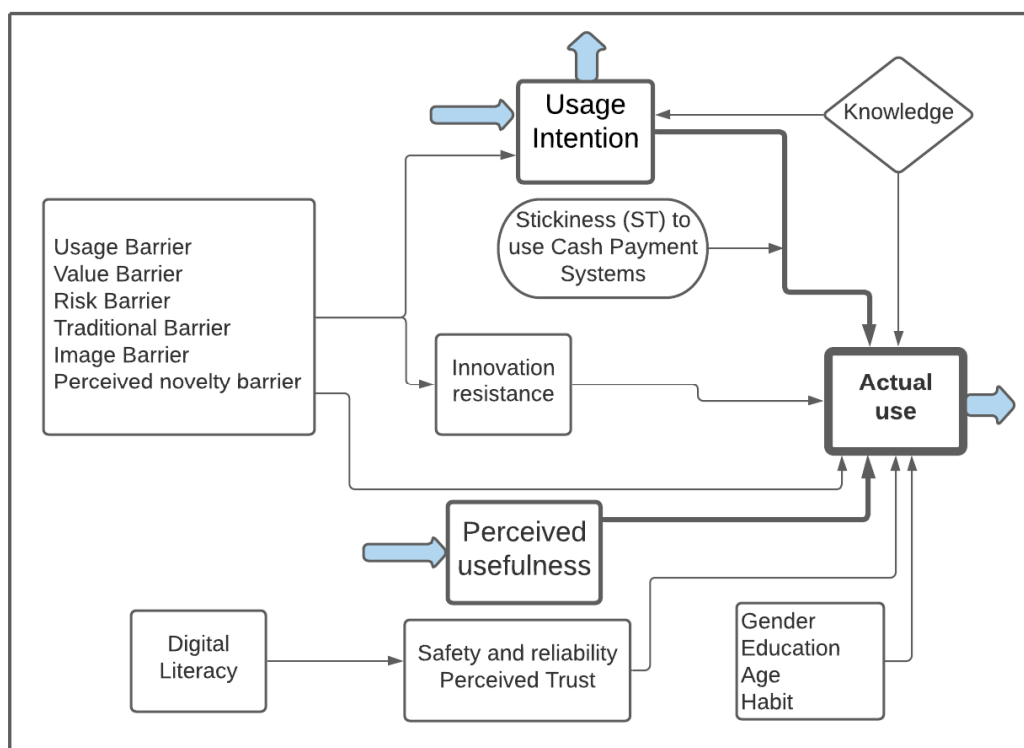 Usage
Intention
Knowledge
Stickiness (ST) to
use Cash Payment
Systems
Usage Barrier
Value Barrier
Risk Barrier
Traditional Barrier
Image Barrier
Perceived novelty barrier
Innovation
resistance
Actual
use
Perceived
usefulness
Digital
Literacy
Safety and reliability
Perceived Trust
Gender
Education
Age
Habit